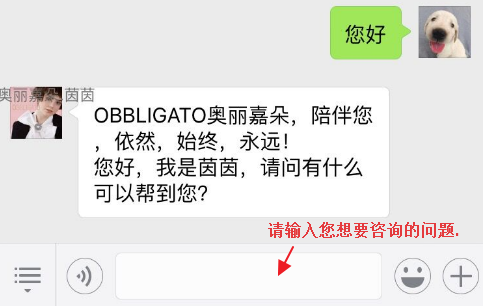 您好
奥丽嘉朵 茵茵
OBBLIGATO奥丽嘉朵，陪伴您
，依然，始终，永远！
您好，我是茵茵，请问有什么
可以帮到您？
请输入您想要咨询的问题.